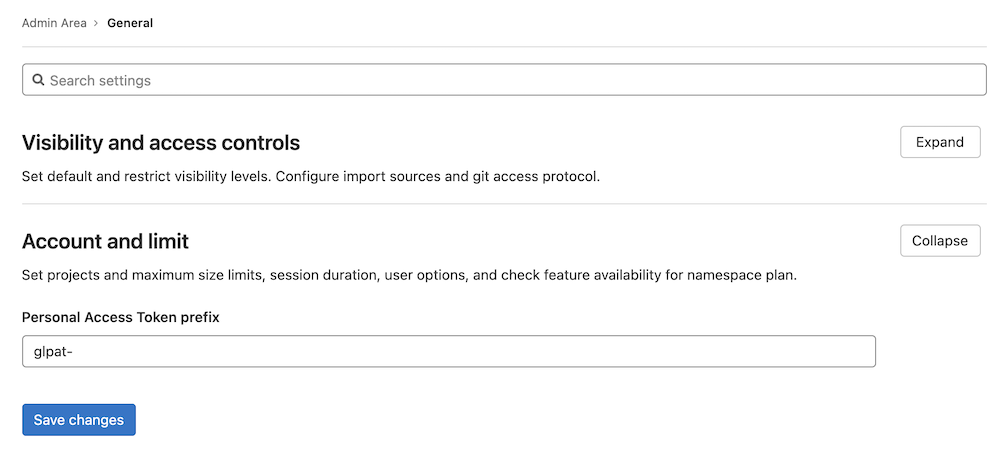 Admin Area › General
Search settings
Visibility and access controls
Expand
Set default and restrict visibility levels. Configure import sources and git access protocol.
Account and limit
Collapse
Set projects and maximum size limits, session duration, user options, and check feature availability for namespace plan.
Personal Access Token prefix
glpat-
Save changes